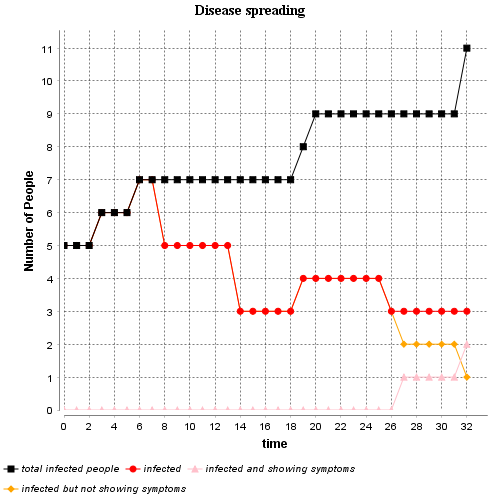 Disease spreading
Number of People
11
10
9
8
7
6
5
4
3
2
1
0
0 2 4 6 8 10 12 14 16 18 20 22 24 26 28 30 32
time
total infected people infected infected and showing symptoms
infected but not showing symptoms